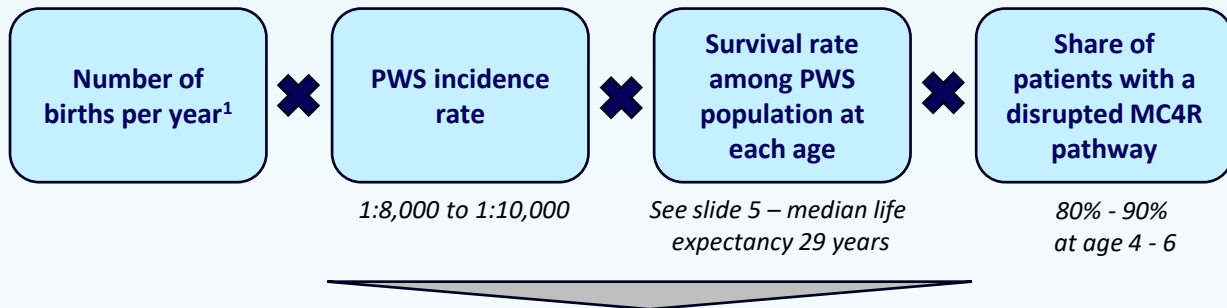 Number of
births per year¹
PWS incidence
rate
Survival rate
among PWS
population at
each age
Share of
patients with a
disrupted MC4R
pathway
1:8,000 to 1:10,000
See slide 5 – median life
expectancy 29 years
80% - 90%
at age 4 - 6